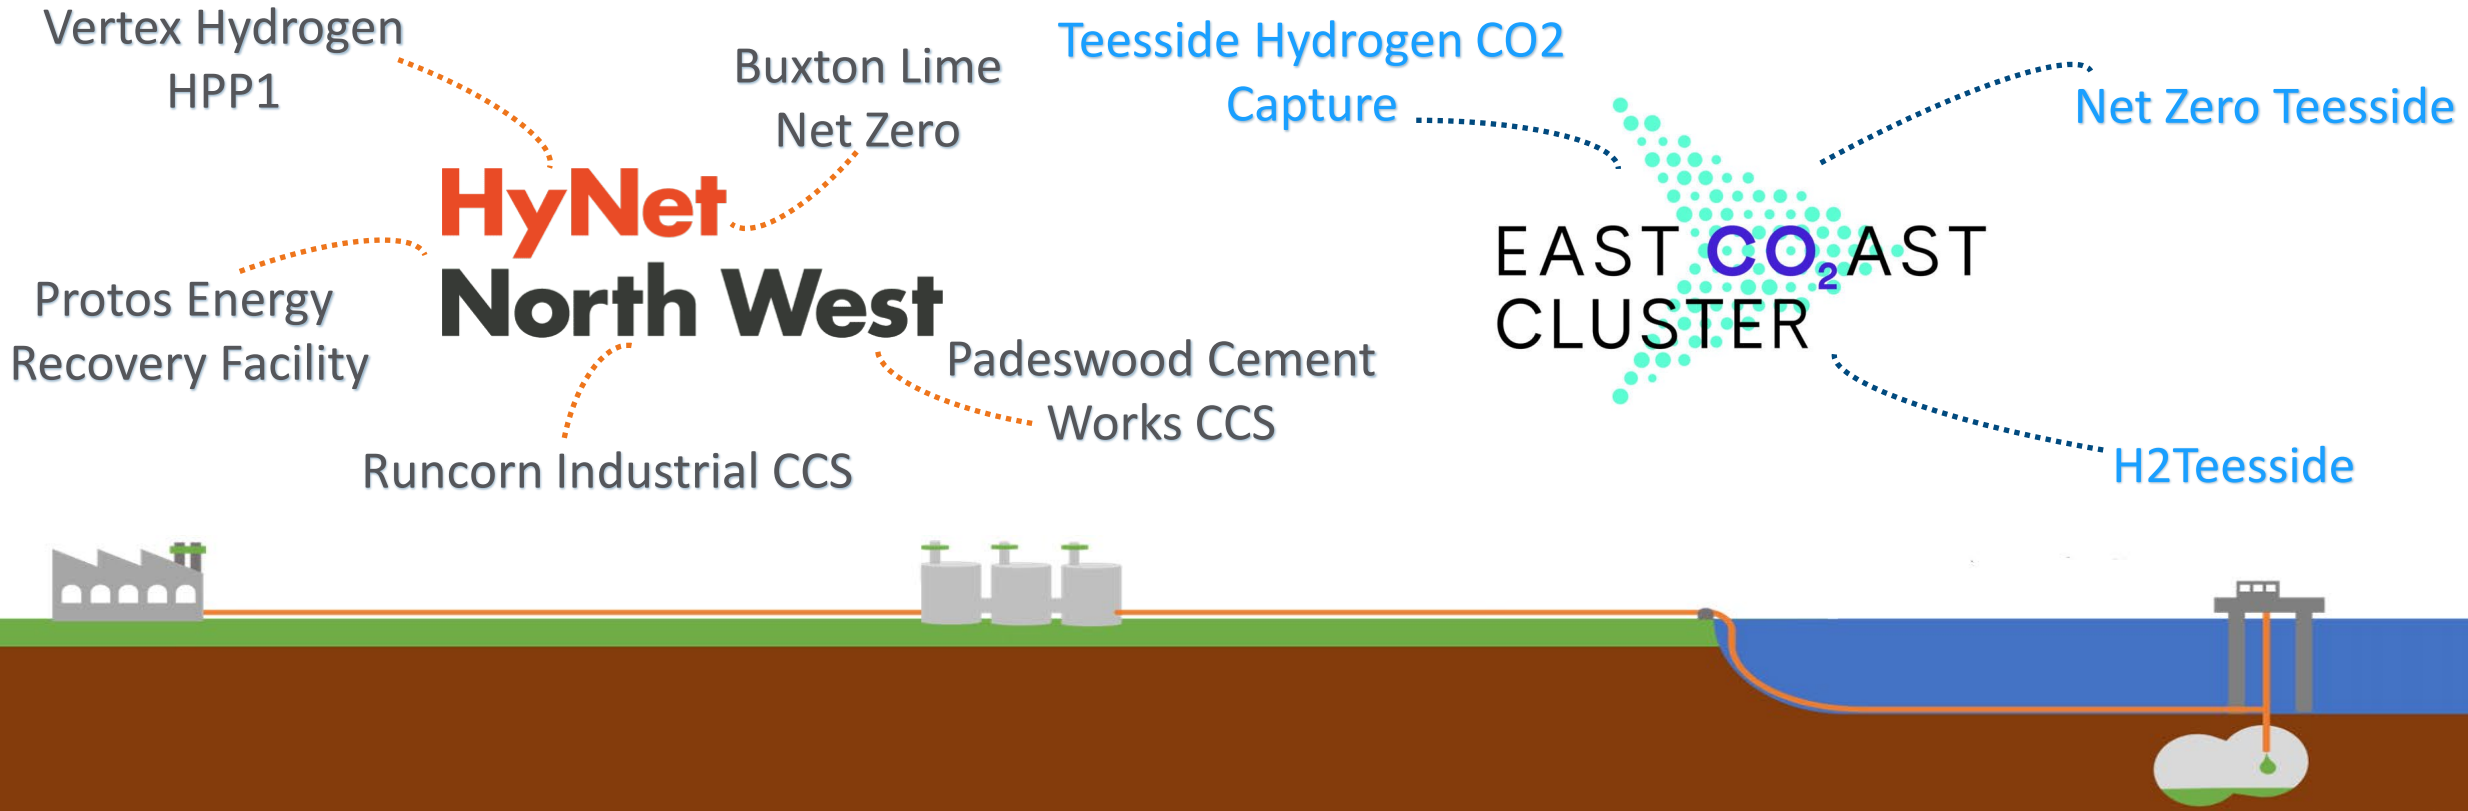 Vertex Hydrogen
HPP1
Buxton Lime
Net Zero
HyNet
North West
Protos Energy
Recovery Facility
Runcorn Industrial CCS
Padeswood Cement
Works CCS
Teesside Hydrogen CO2
Capture
Net Zero Teesside
EAST CO₂AST
CLUSTER
H2Teesside